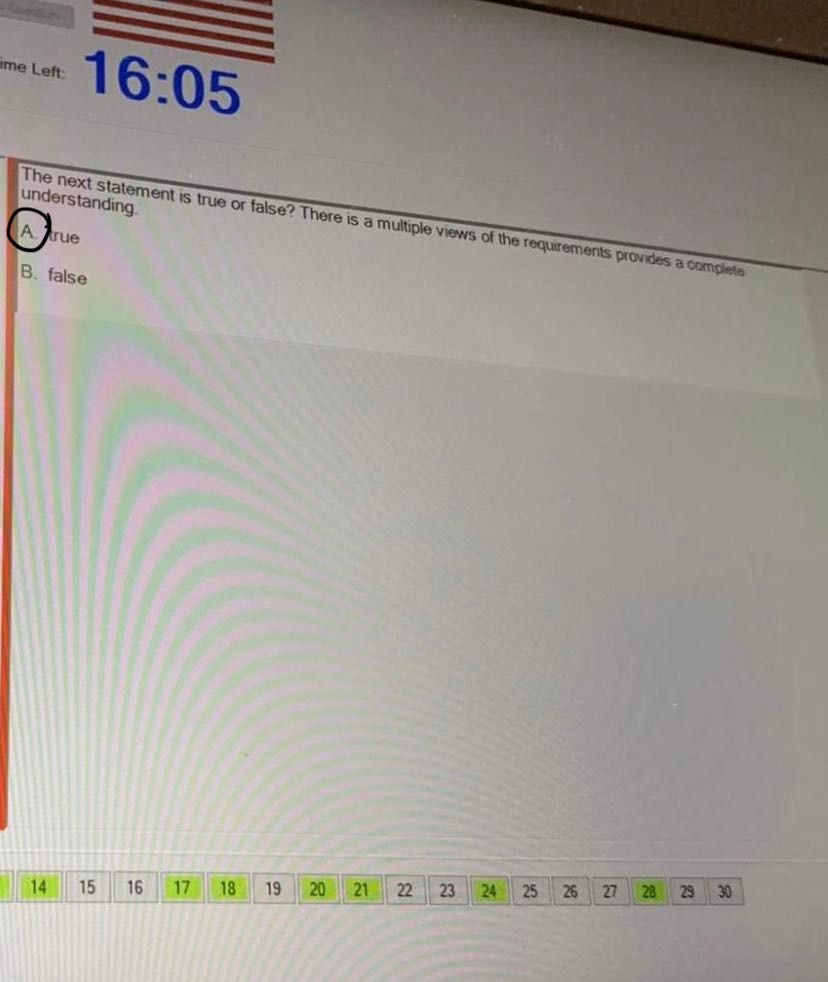 Question
ime Left: 16:05
The next statement is true or false? There is a multiple views of the requirements provides a complete
understanding.
A. true
B. false
14 15 16 17 18 19 20 21 22 23 24 25 26 27 28 29 30